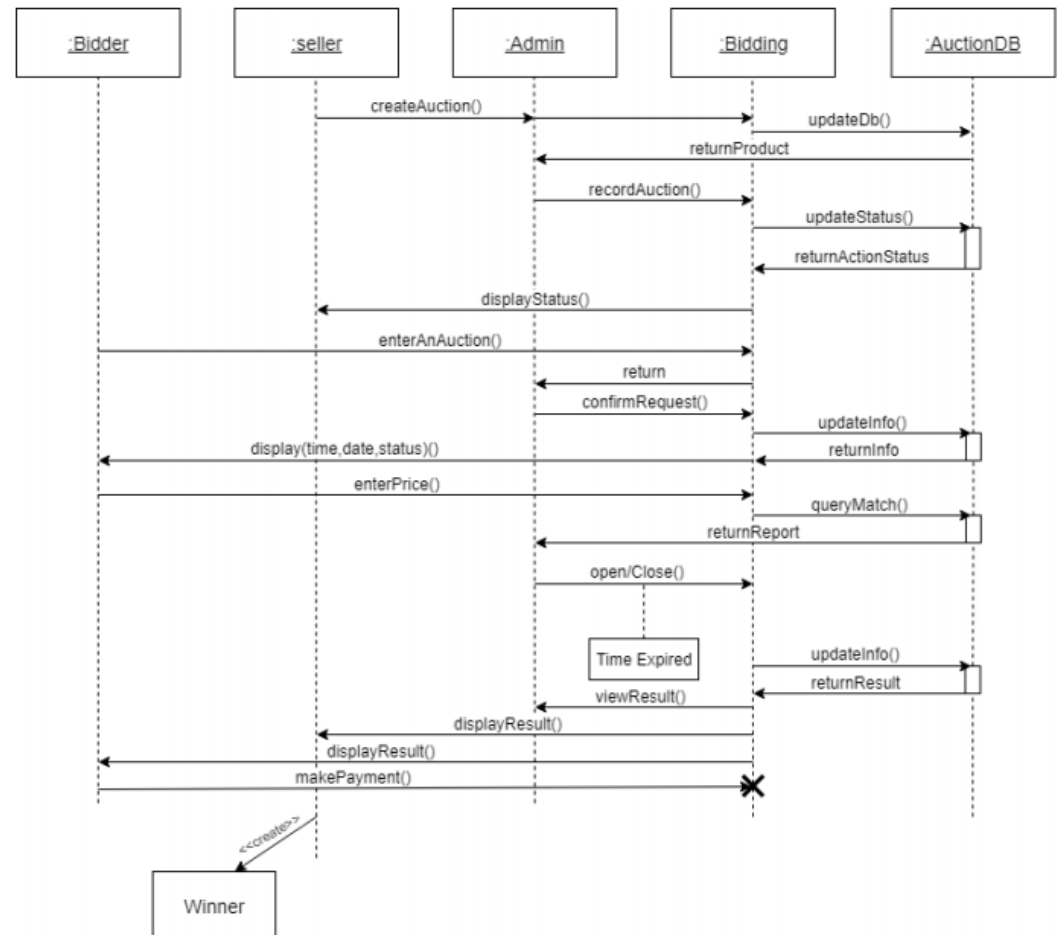 :Bidder
:seller
:Admin
:Bidding
:AuctionDB
createAuction()
updateDb()
returnProduct
recordAuction()
updateStatus()
returnActionStatus
displayStatus()
enterAnAuction()
return
confirmRequest()
updateInfo()
display(time,date,status)()
returnInfo
enterPrice()
queryMatch()
returnReport
open/Close()
Time Expired
updateInfo()
returnResult
viewResult()
displayResult()
displayResult()
makePayment()
<<create>>
Winner